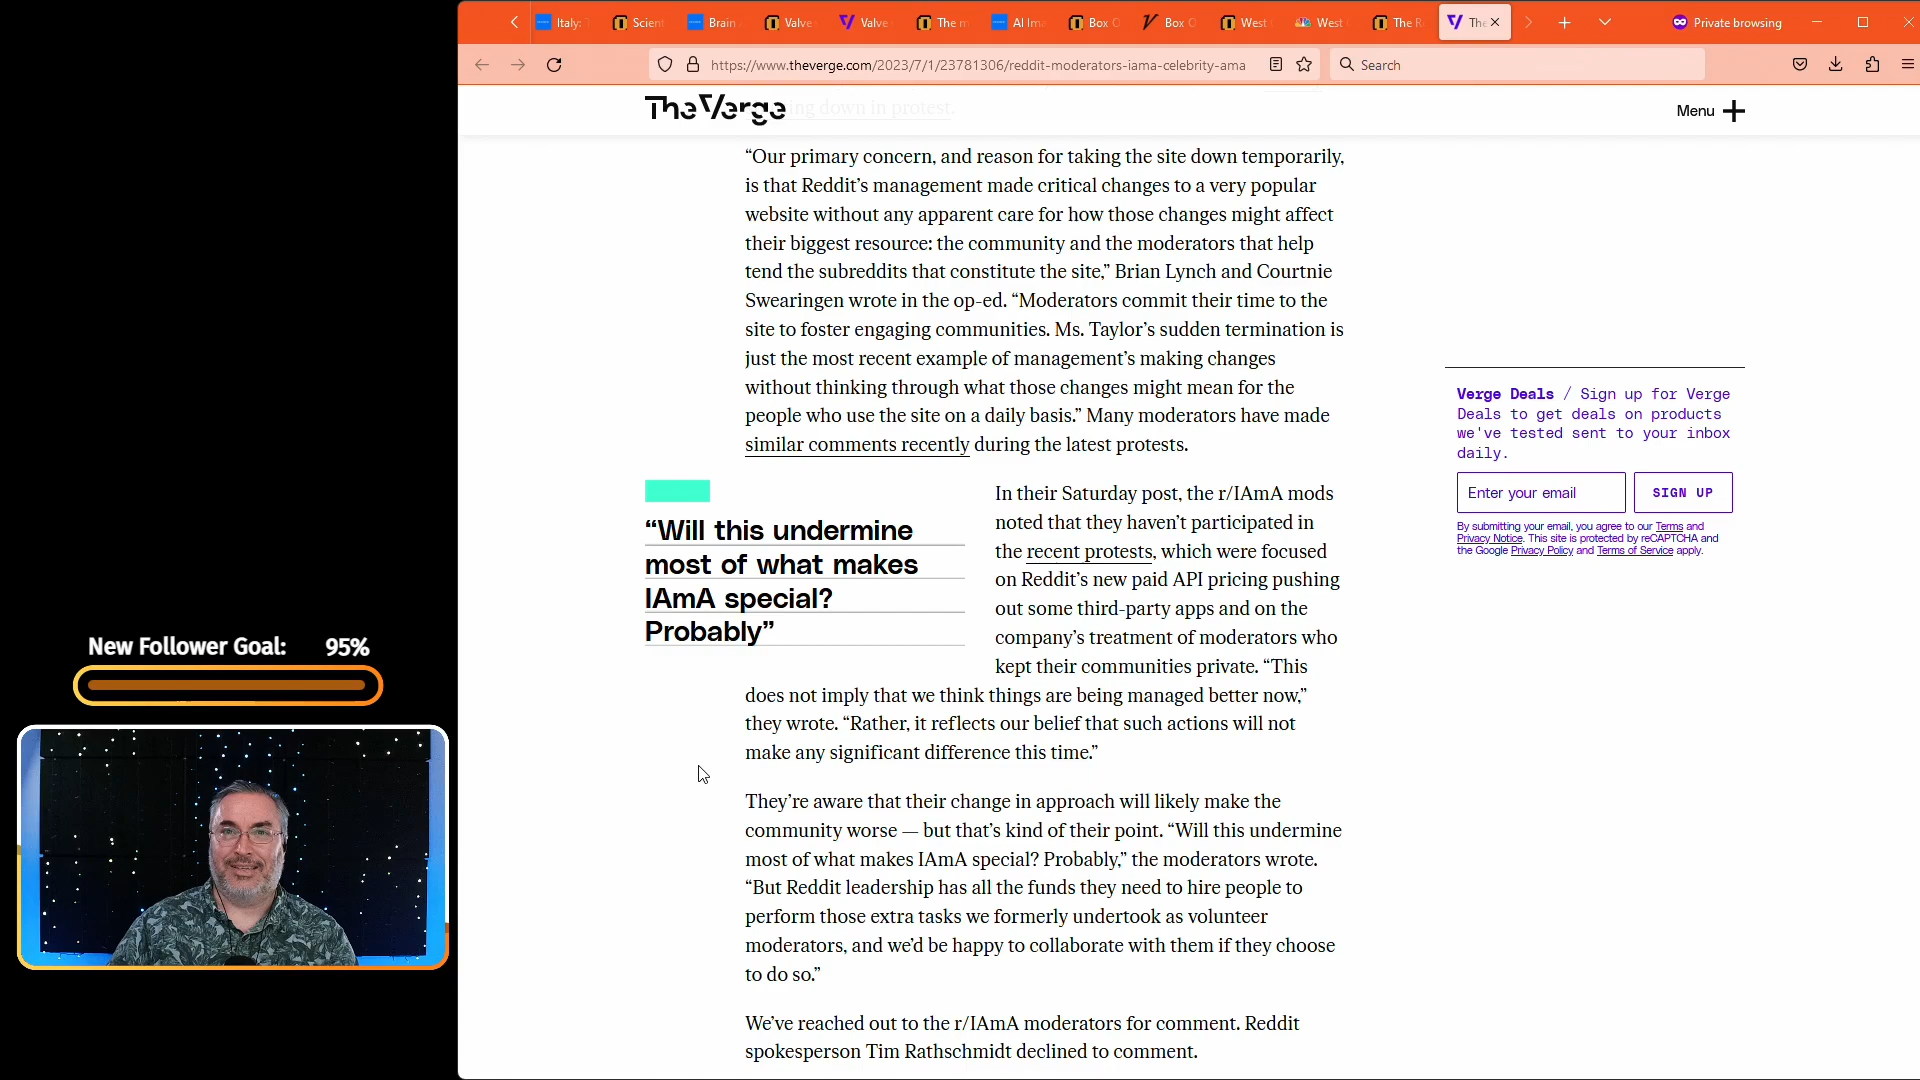 Italy:
Scient
Brain
Valve
Valve
The m
AI Ima
Box O
Box O
West
West
The R
The
Private browsing
https://www.theverge.com/2023/7/1/23781306/reddit-moderators-iama-celebrity-ama
Search
The Verge
ing down in protest.
Menu
“Our primary concern, and reason for taking the site down temporarily,
is that Reddit’s management made critical changes to a very popular
website without any apparent care for how those changes might affect
their biggest resource: the community and the moderators that help
tend the subreddits that constitute the site,” Brian Lynch and Courtnie
Swearingen wrote in the op-ed. “Moderators commit their time to the
site to foster engaging communities. Ms. Taylor’s sudden termination is
just the most recent example of management’s making changes
without thinking through what those changes might mean for the
people who use the site on a daily basis.” Many moderators have made
similar comments recently during the latest protests.
“Will this undermine
most of what makes
IAmA special?
Probably”
In their Saturday post, the r/IAmA mods
noted that they haven’t participated in
the recent protests, which were focused
on Reddit’s new paid API pricing pushing
out some third-party apps and on the
company’s treatment of moderators who
kept their communities private. “This
does not imply that we think things are being managed better now,”
they wrote. “Rather, it reflects our belief that such actions will not
make any significant difference this time.”
They’re aware that their change in approach will likely make the
community worse — but that’s kind of their point. “Will this undermine
most of what makes IAmA special? Probably,” the moderators wrote.
“But Reddit leadership has all the funds they need to hire people to
perform those extra tasks we formerly undertook as volunteer
moderators, and we’d be happy to collaborate with them if they choose
to do so.”
We’ve reached out to the r/IAmA moderators for comment. Reddit
spokesperson Tim Rathschmidt declined to comment.
Verge Deals / Sign up for Verge
Deals to get deals on products
we've tested sent to your inbox
daily.
Enter your email
SIGN UP
By submitting your email, you agree to our Terms and
Privacy Notice. This site is protected by reCAPTCHA and
the Google Privacy Policy and Terms of Service apply.
New Follower Goal: 95%